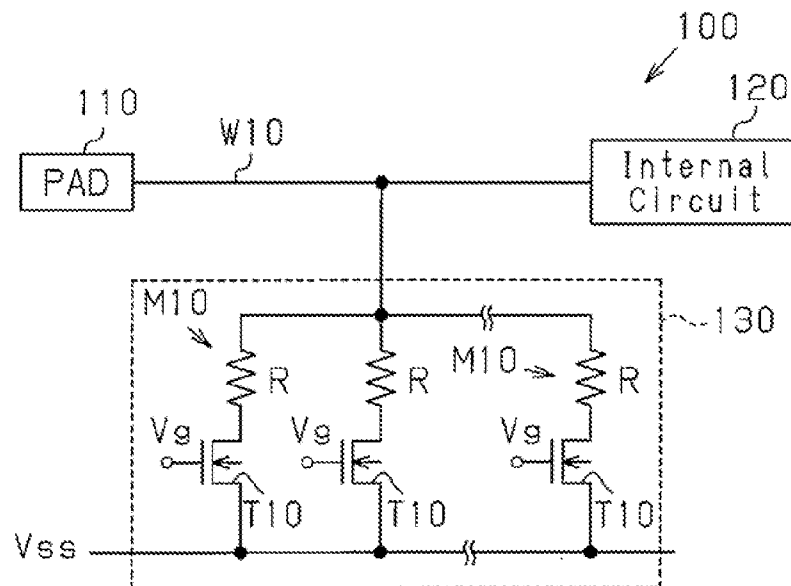 100
110
120
W10
PAD
Internal
Circuit
M10
130
R
R
M10
R
Vg
Vg
Vg
T10
T10
T10
Vss